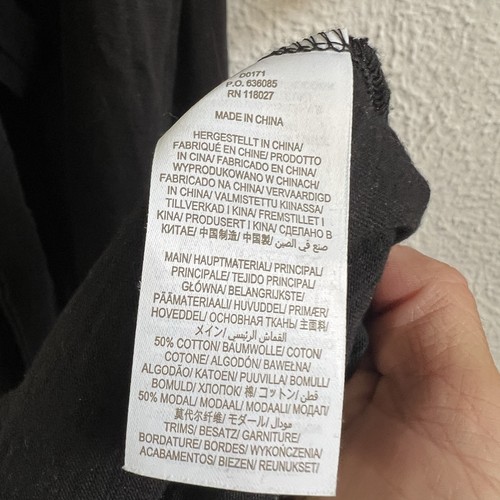 D0171
P.O. 636085
RN 118027
MADE IN CHINA
HERGESTELLT IN CHINA/
FABRIQUÉ EN CHINE/ PRODOTTO
IN CINA/ FABRICADO EN CHINA/
WYPRODUKOWANO W CHINACH/
FABRICADO NA CHINA/ VERVAARDIGD
IN CHINA/ VALMISTETTU KIINASSA/
TILLVERKAD I KINA/ FREMSTILLET I
KINA/ PRODUSERT I KINA/ СДЕЛАНО В
КИТАЕ/ 中国制造/ 中国製/ صنع في الصين
MAIN/ HAUPTMATERIAL/ PRINCIPAL/
PRINCIPALE/ TEJIDO PRINCIPAL/
GŁÓWNA/ BELANGRIJKSTE/
PÄÄMATERIAALI/ HUVUDDEL/ PRIMÆR/
HOVEDDEL/ ОСНОВНАЯ ТКАНЬ/ 主面料/
メイン/ القماش الرئيسي/
50% COTTON/ BAUMWOLLE/ COTON/
COTONE/ ALGODÓN/ BAWEŁNA/
ALGODÃO/ KATOEN/ PUUVILLA/ BOMULL/
BOMULD/ ХЛОПОК/ 棉/ コットン/ قطن/
50% MODAL/ MODAAL/ MODAALI/ МОДАЛ/
莫代尔纤维/ モダール/ مودال/
TRIMS/ BESATZ/ GARNITURE/
BORDATURE/ BORDES/ WYKOŃCZENIA/
ACABAMENTOS/ BIEZEN/ REUNUKSET/